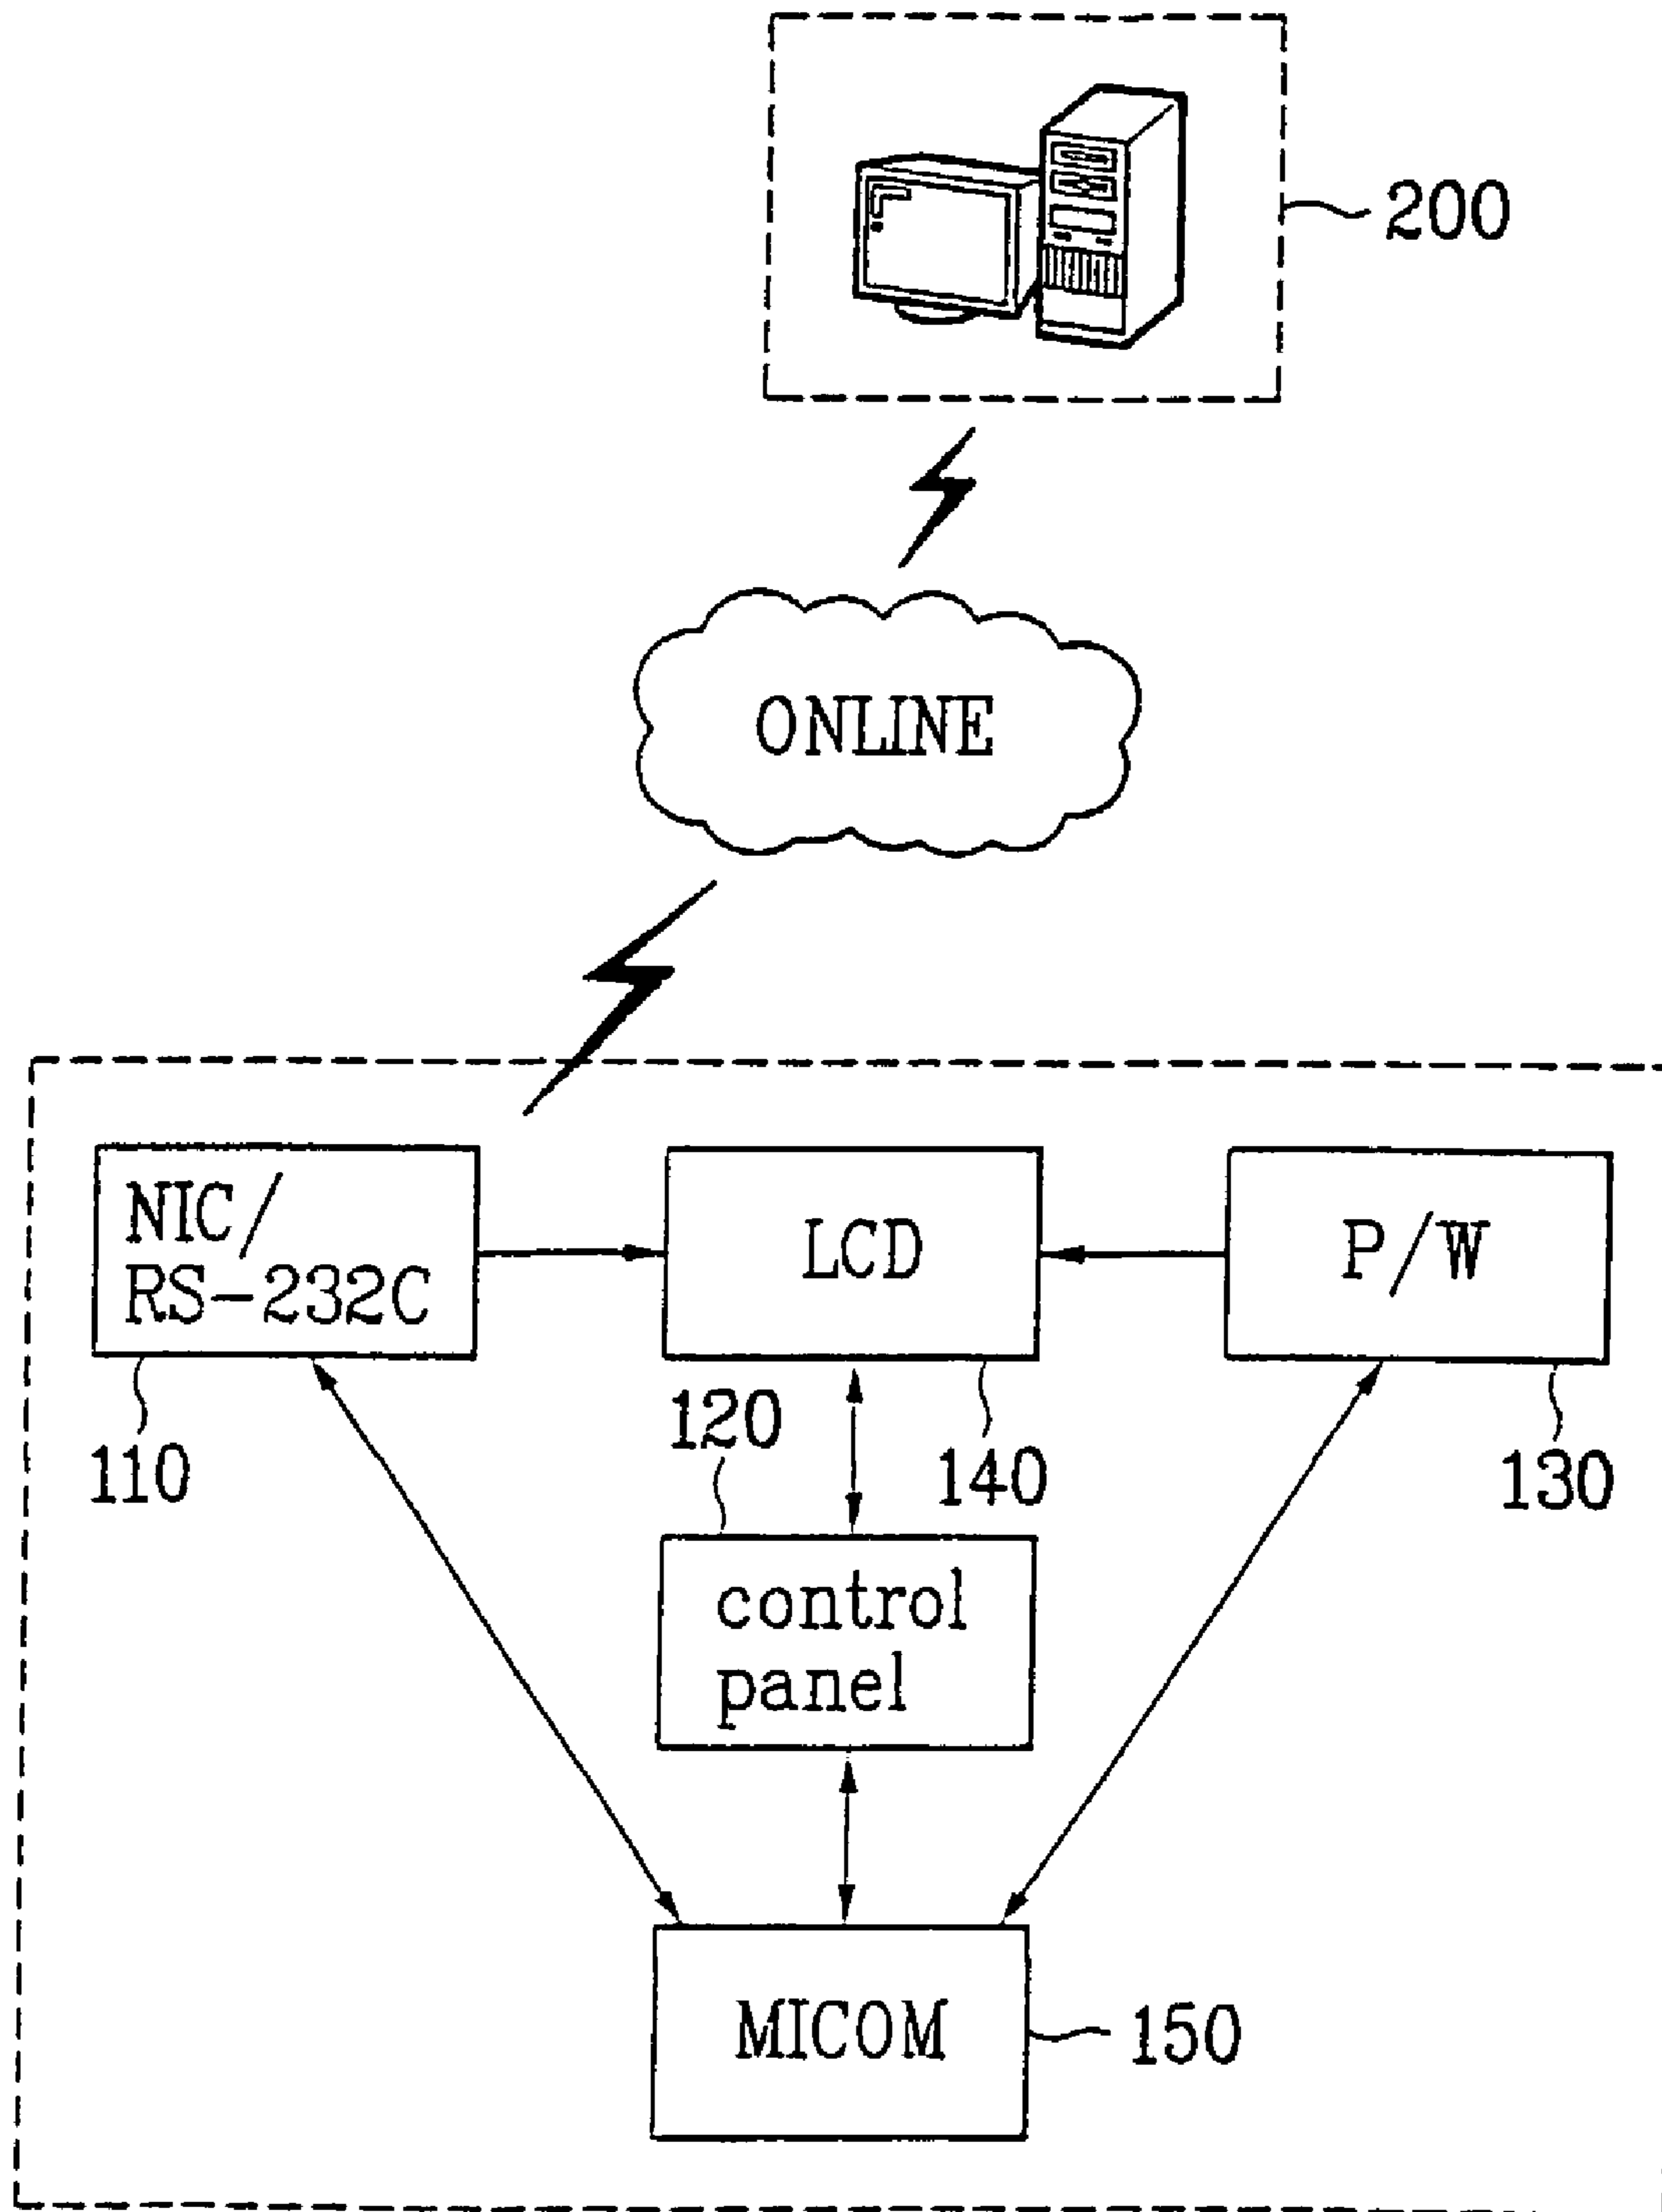 200
ONLINE
NIC/
RS-232C
LCD
P/W
110
120
140
130
control
panel
MICOM
150